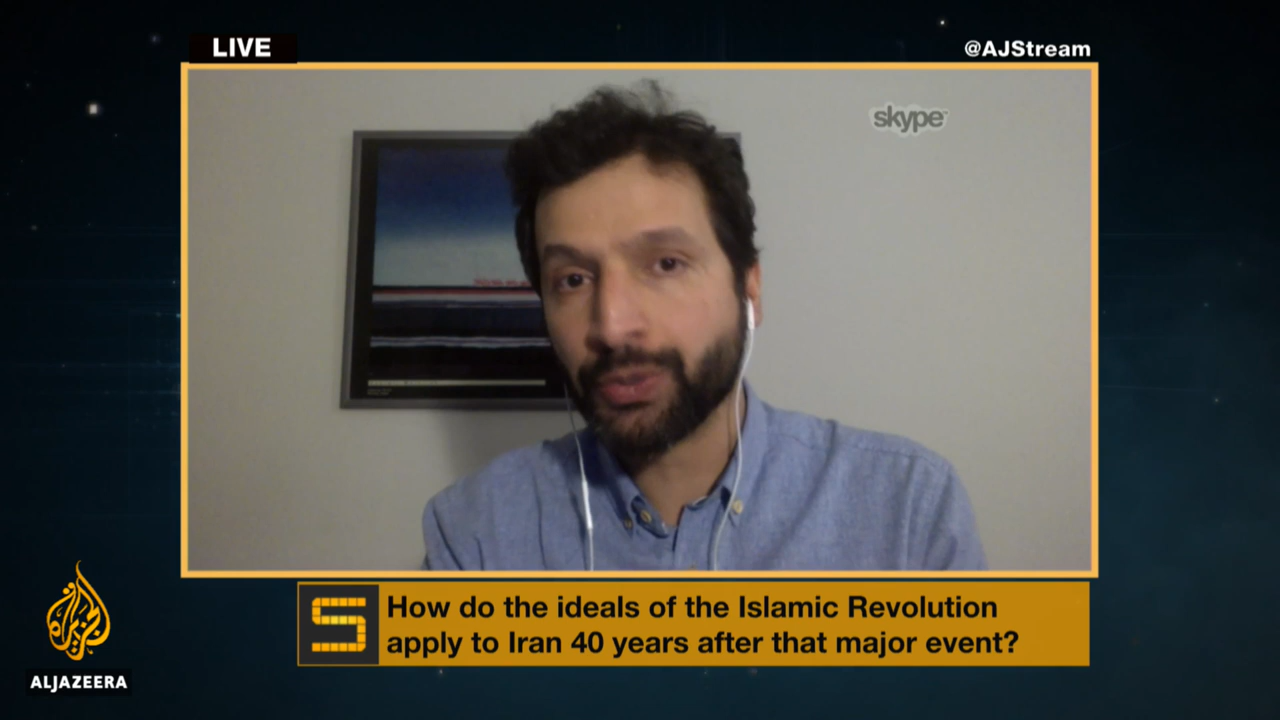 LIVE
@AJStream
skype
How do the ideals of the Islamic Revolution
apply to Iran 40 years after that major event?
الجزيرة
ALJAZEERA